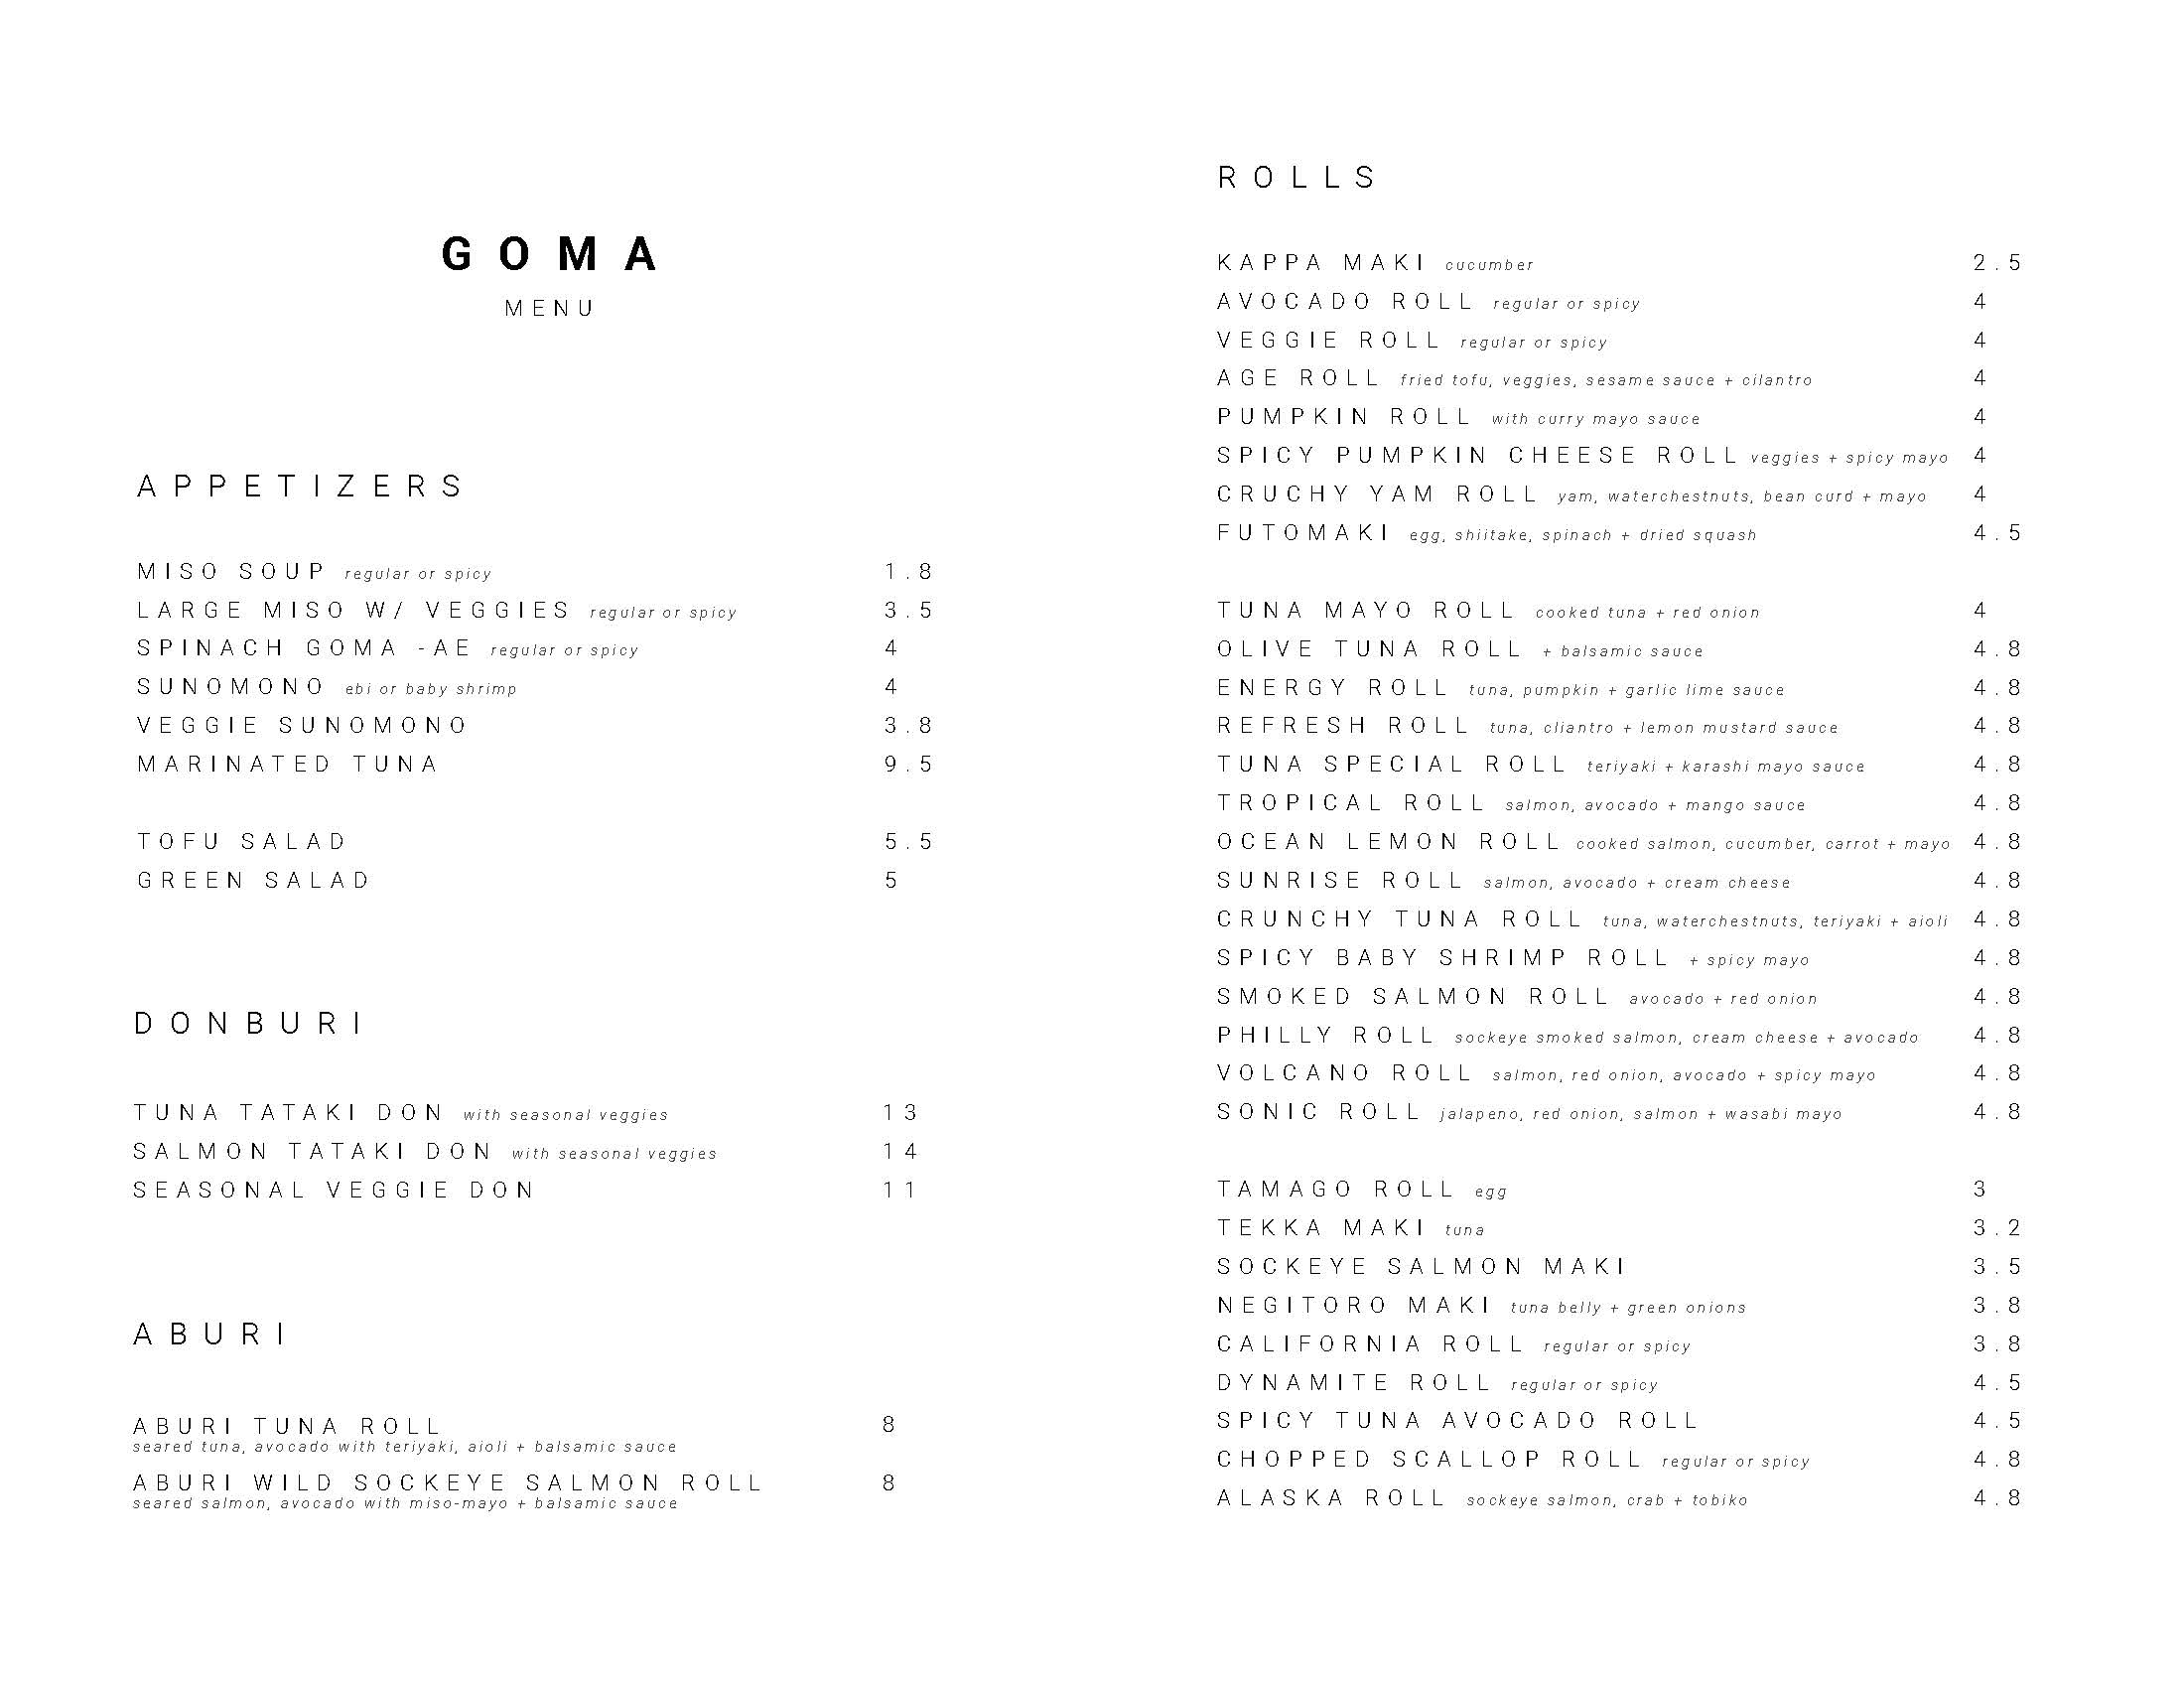 GOMA
MENU
APPETIZERS
MISO SOUP regular or spicy 1.8
LARGE MISO W/ VEGGIES regular or spicy 3.5
SPINACH GOMA -AE regular or spicy 4
SUNOMONO ebi or baby shrimp 4
VEGGIE SUNOMONO 3.8
MARINATED TUNA 9.5
TOFU SALAD 5.5
GREEN SALAD 5
DONBURI
TUNA TATAKI DON with seasonal veggies 13
SALMON TATAKI DON with seasonal veggies 14
SEASONAL VEGGIE DON 11
ABURI
ABURI TUNA ROLL 8
seared tuna, avocado with teriyaki, aioli + balsamic sauce
ABURI WILD SOCKEYE SALMON ROLL 8
seared salmon, avocado with miso-mayo + balsamic sauce
ROLLS
KAPPA MAKI cucumber 2.5
AVOCADO ROLL regular or spicy 4
VEGGIE ROLL regular or spicy 4
AGE ROLL fried tofu, veggies, sesame sauce + cilantro 4
PUMPKIN ROLL with curry mayo sauce 4
SPICY PUMPKIN CHEESE ROLL veggies + spicy mayo 4
CRUCHY YAM ROLL yam, waterchestnuts, bean curd + mayo 4
FUTOMAKI egg, shiitake, spinach + dried squash 4.5
TUNA MAYO ROLL cooked tuna + red onion 4
OLIVE TUNA ROLL + balsamic sauce 4.8
ENERGY ROLL tuna, pumpkin + garlic lime sauce 4.8
REFRESH ROLL tuna, cliantro + lemon mustard sauce 4.8
TUNA SPECIAL ROLL teriyaki + karashi mayo sauce 4.8
TROPICAL ROLL salmon, avocado + mango sauce 4.8
OCEAN LEMON ROLL cooked salmon, cucumber, carrot + mayo 4.8
SUNRISE ROLL salmon, avocado + cream cheese 4.8
CRUNCHY TUNA ROLL tuna, waterchestnuts, teriyaki + aioli 4.8
SPICY BABY SHRIMP ROLL + spicy mayo 4.8
SMOKED SALMON ROLL avocado + red onion 4.8
PHILLY ROLL sockeye smoked salmon, cream cheese + avocado 4.8
VOLCANO ROLL salmon, red onion, avocado + spicy mayo 4.8
SONIC ROLL jalapeno, red onion, salmon + wasabi mayo 4.8
TAMAGO ROLL egg 3
TEKKA MAKI tuna 3.2
SOCKEYE SALMON MAKI 3.5
NEGITORO MAKI tuna belly + green onions 3.8
CALIFORNIA ROLL regular or spicy 3.8
DYNAMITE ROLL regular or spicy 4.5
SPICY TUNA AVOCADO ROLL 4.5
CHOPPED SCALLOP ROLL regular or spicy 4.8
ALASKA ROLL sockeye salmon, crab + tobiko 4.8